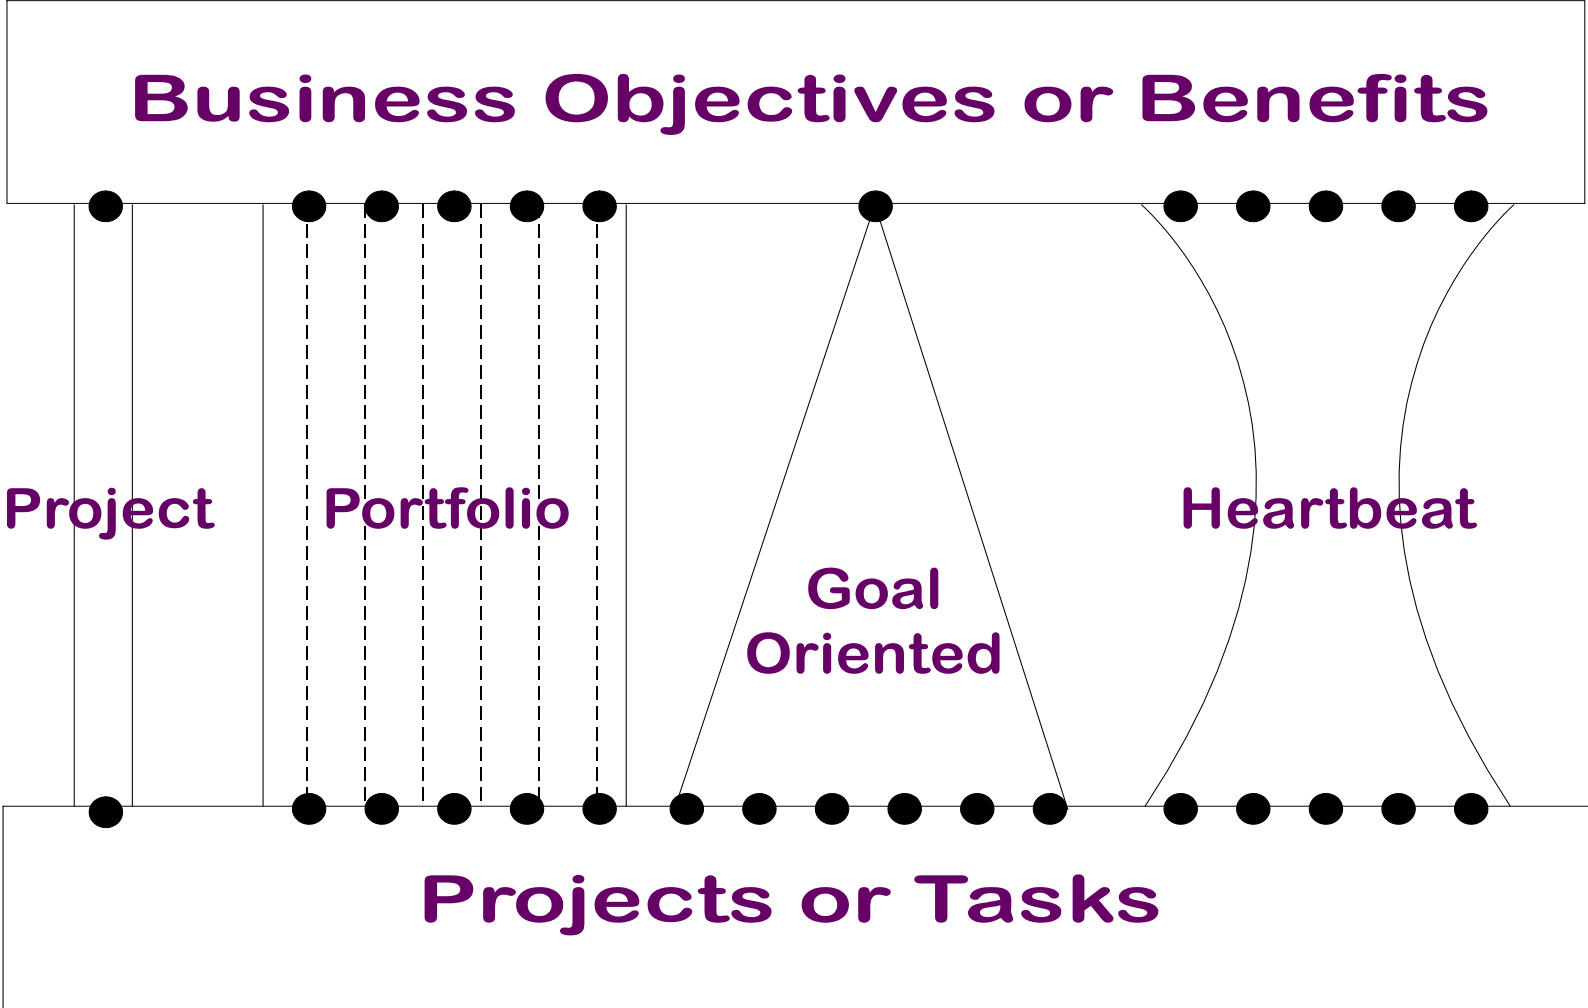 Business Objectives or Benefits
Project
Portfolio
Heartbeat
Goal
Oriented
Projects or Tasks